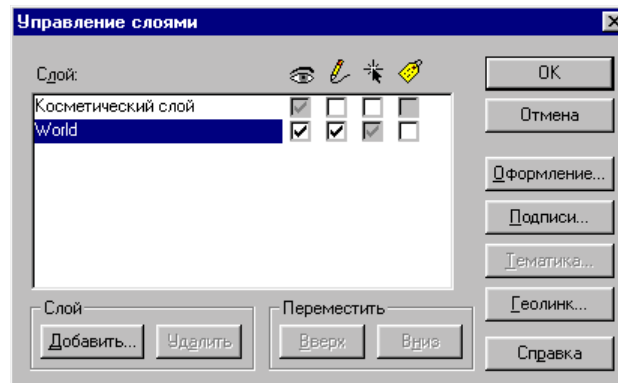 Управление слоями
Слой:
Косметический слой
World
OK
Отмена
Оформление...
Подписи...
Тематика...
Геолинк...
Справка
Слой
Добавить...
Удалить
Переместить
Вверх
Вниз